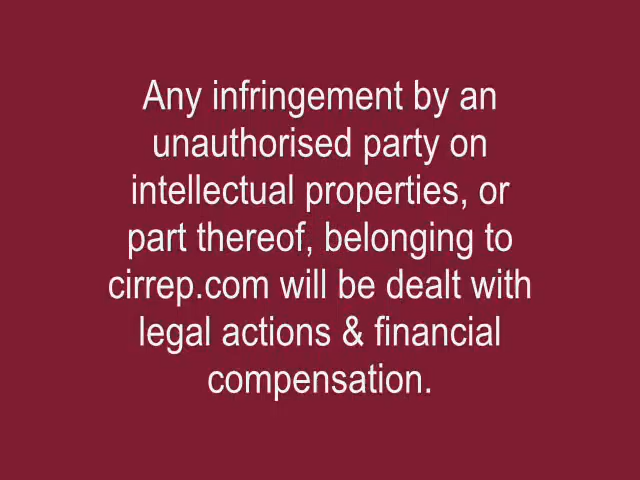 Any infringement by an
unauthorised party on
intellectual properties, or
part thereof, belonging to
cirrep.com will be dealt with
legal actions & financial
compensation.